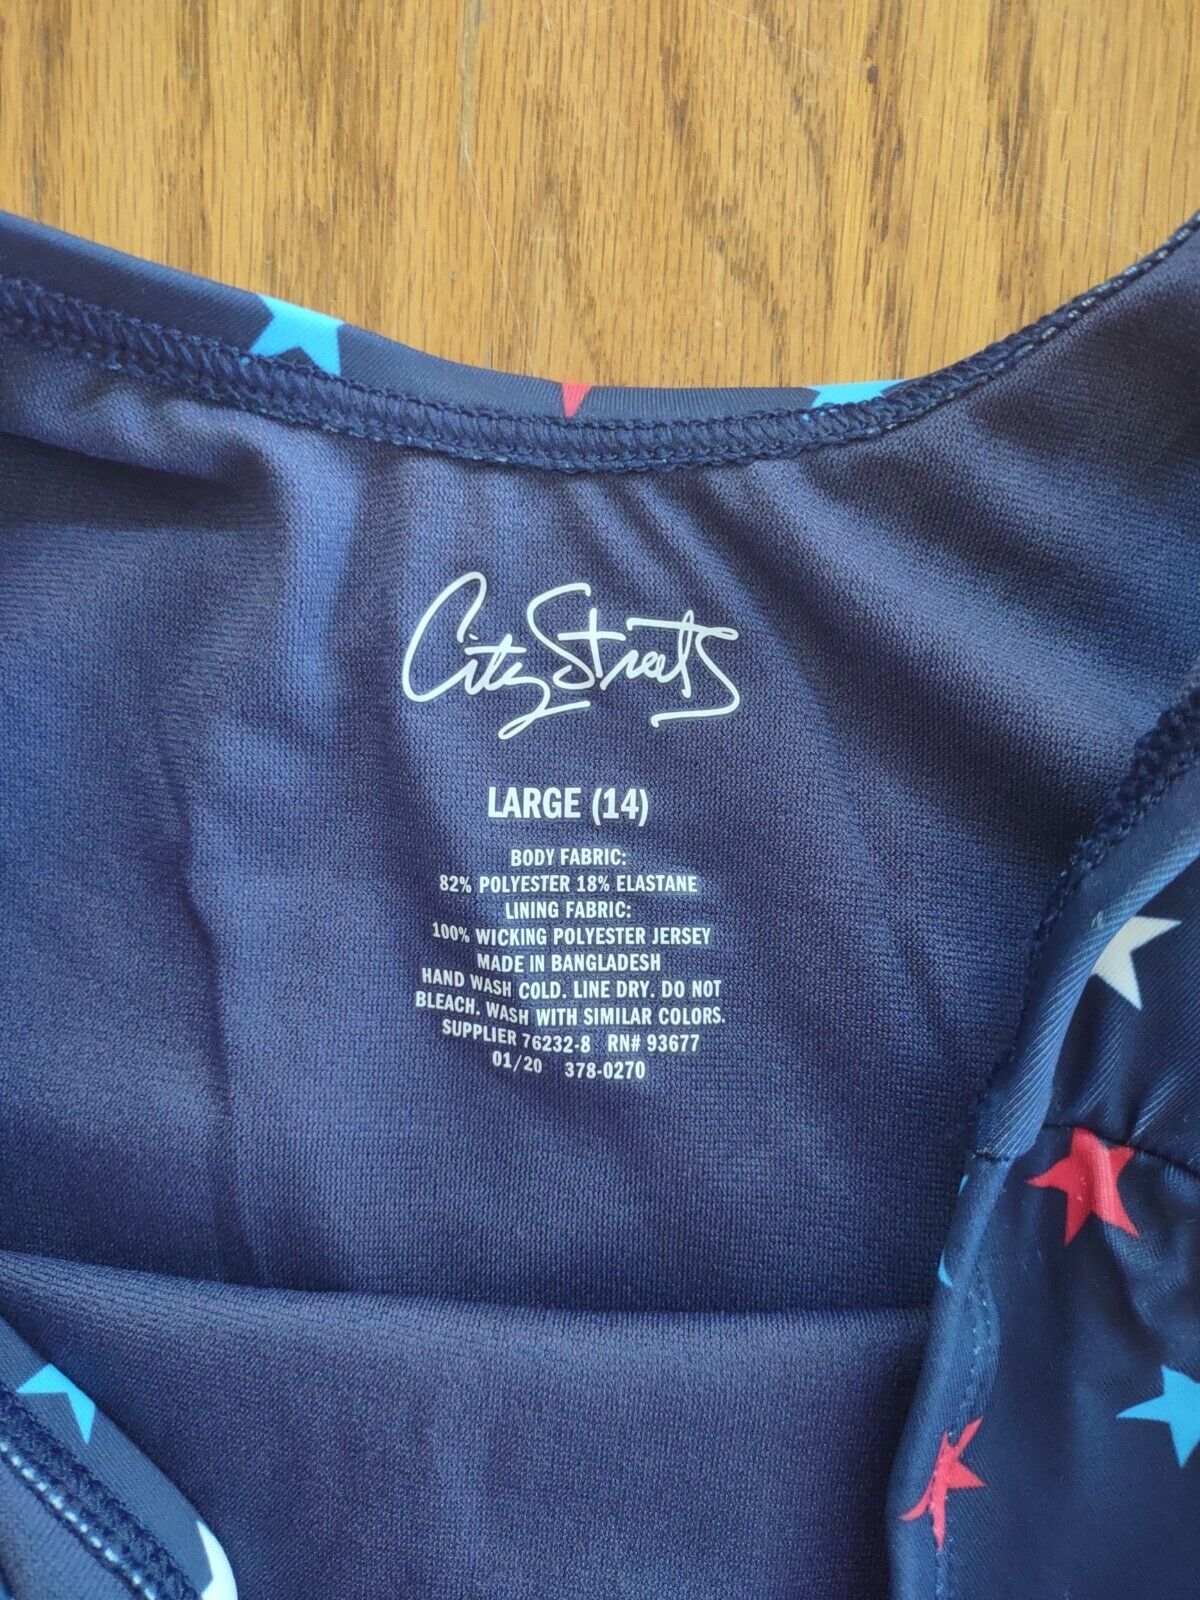 City Streets
LARGE (14)
BODY FABRIC:
82% POLYESTER 18% ELASTANE
LINING FABRIC:
100% WICKING POLYESTER JERSEY
MADE IN BANGLADESH
HAND WASH COLD. LINE DRY. DO NOT
BLEACH. WASH WITH SIMILAR COLORS.
SUPPLIER 76232-8 RN# 93677
01/20 378-0270